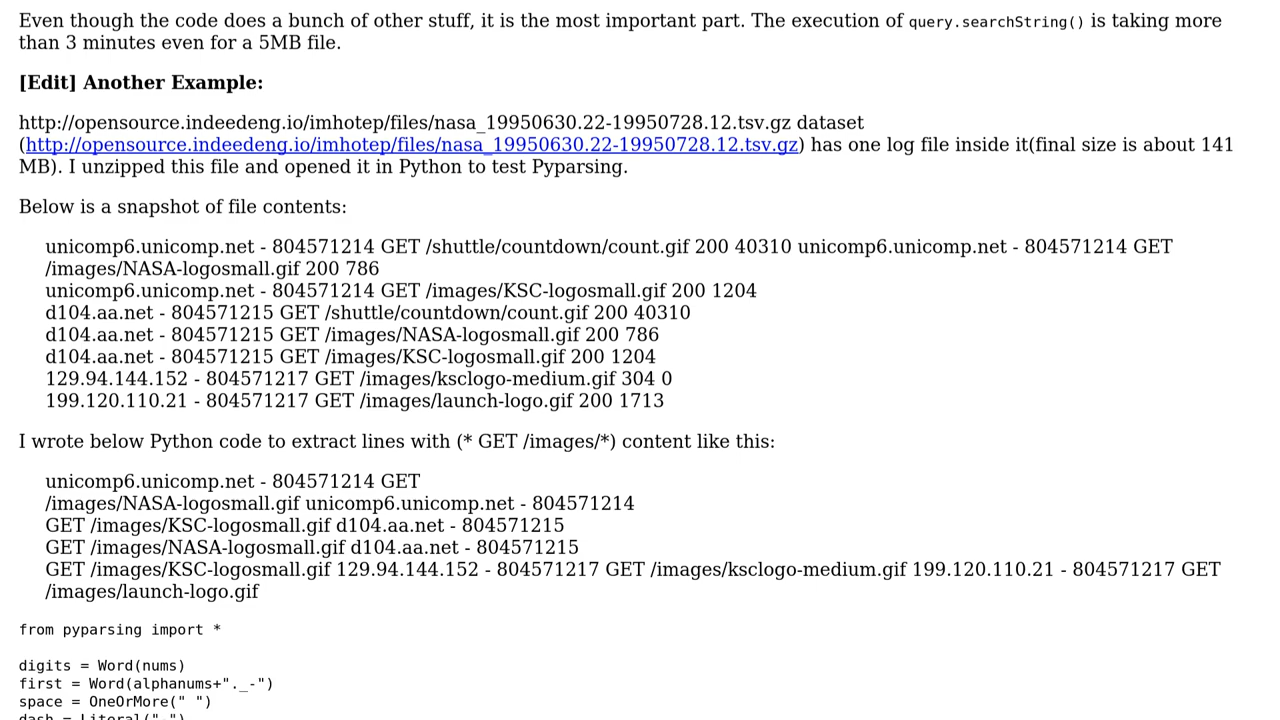 Even though the code does a bunch of other stuff, it is the most important part. The execution of query.searchString() is taking more
than 3 minutes even for a 5MB file.
[Edit] Another Example:
http://opensource.indeedeng.io/imhotep/files/nasa_19950630.22-19950728.12.tsv.gz dataset
(http://opensource.indeedeng.io/imhotep/files/nasa_19950630.22-19950728.12.tsv.gz) has one log file inside it(final size is about 141
MB). I unzipped this file and opened it in Python to test Pyparsing.
Below is a snapshot of file contents:
unicomp6.unicomp.net - 804571214 GET /shuttle/countdown/count.gif 200 40310 unicomp6.unicomp.net - 804571214 GET
/images/NASA-logosmall.gif 200 786
unicomp6.unicomp.net - 804571214 GET /images/KSC-logosmall.gif 200 1204
d104.aa.net - 804571215 GET /shuttle/countdown/count.gif 200 40310
d104.aa.net - 804571215 GET /images/NASA-logosmall.gif 200 786
d104.aa.net - 804571215 GET /images/KSC-logosmall.gif 200 1204
129.94.144.152 - 804571217 GET /images/ksclogo-medium.gif 304 0
199.120.110.21 - 804571217 GET /images/launch-logo.gif 200 1713
I wrote below Python code to extract lines with (* GET /images/*) content like this:
unicomp6.unicomp.net - 804571214 GET
/images/NASA-logosmall.gif unicomp6.unicomp.net - 804571214
GET /images/KSC-logosmall.gif d104.aa.net - 804571215
GET /images/NASA-logosmall.gif d104.aa.net - 804571215
GET /images/KSC-logosmall.gif 129.94.144.152 - 804571217 GET /images/ksclogo-medium.gif 199.120.110.21 - 804571217 GET
/images/launch-logo.gif
from pyparsing import *
digits = Word(nums)
first = Word(alphanums+"._-")
space = OneOrMore(" ")
dash = Literal("-")